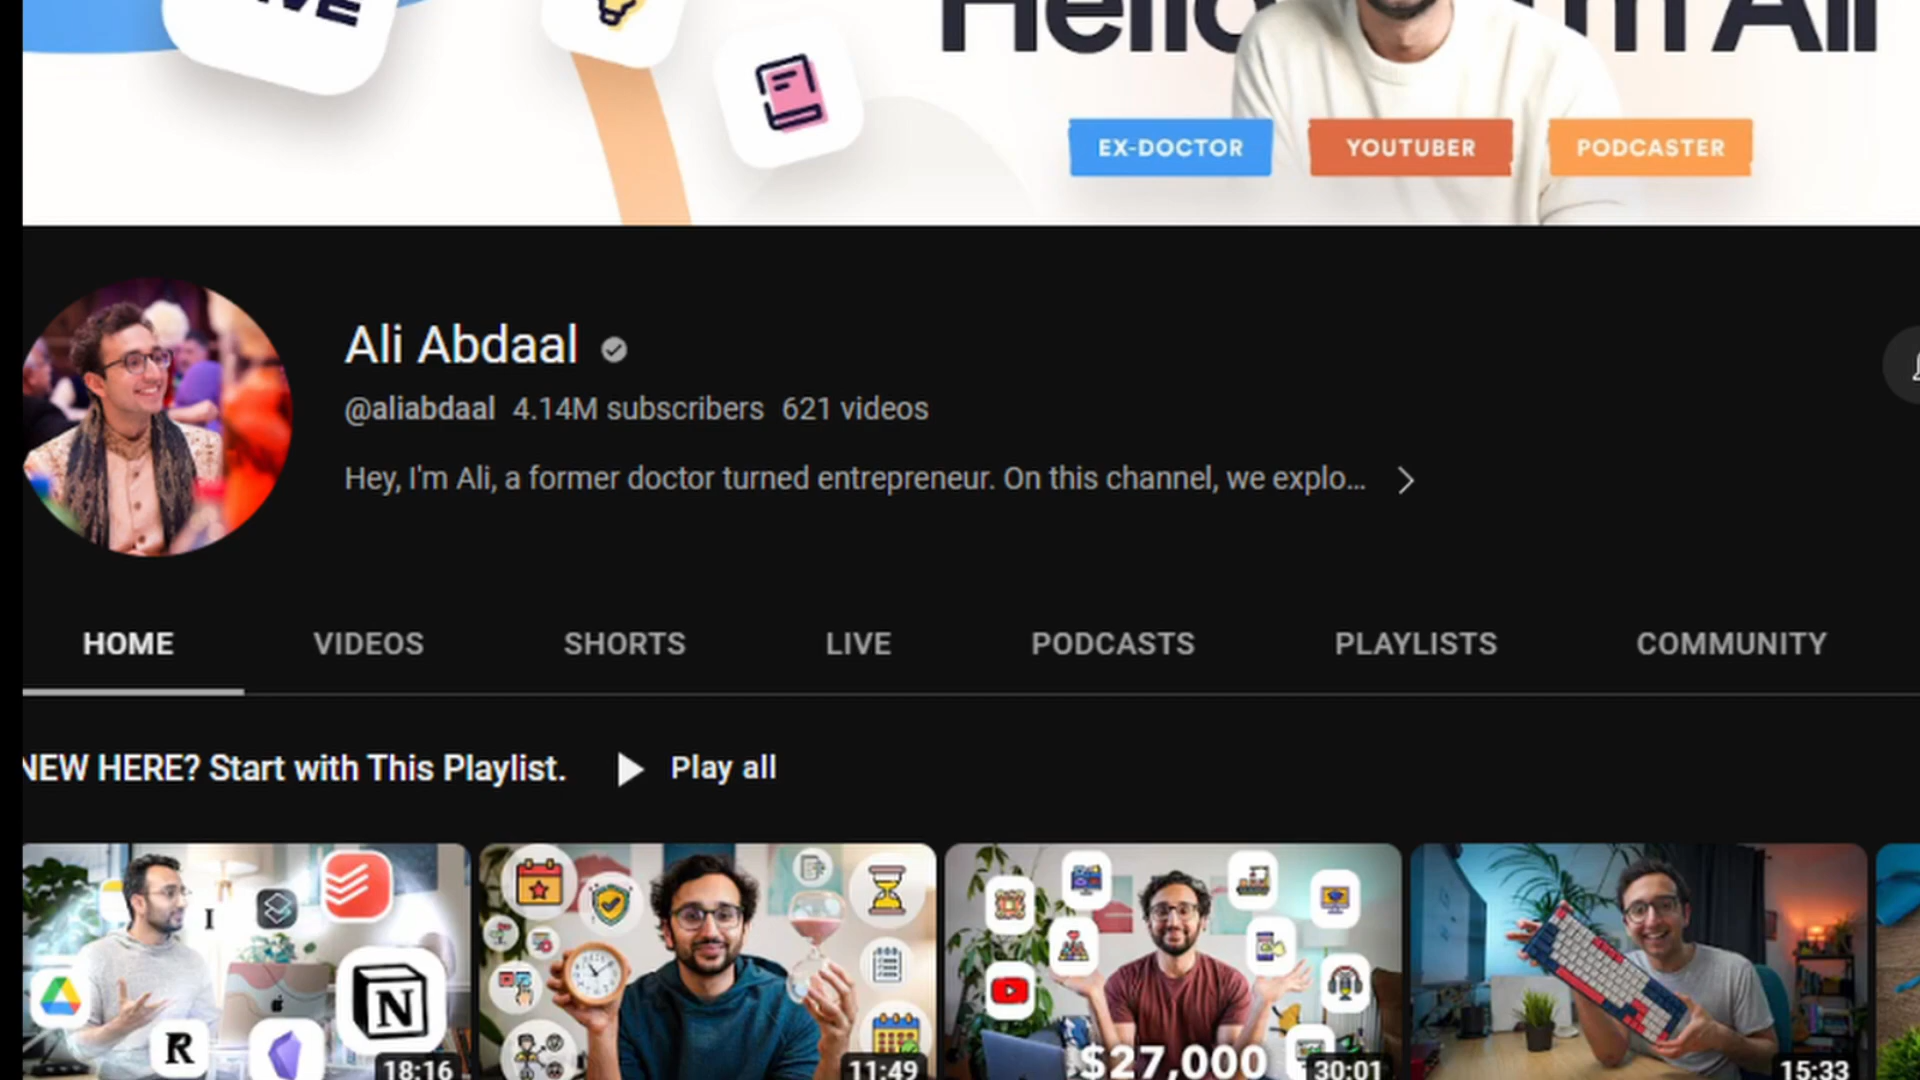 Hello I'm Ali
EX-DOCTOR YOUTUBER PODCASTER
Ali Abdaal
@aliabdaal 4.14M subscribers 621 videos
Hey, I'm Ali, a former doctor turned entrepreneur. On this channel, we explo...
HOME VIDEOS SHORTS LIVE PODCASTS PLAYLISTS COMMUNITY
NEW HERE? Start with This Playlist. Play all
I
N
R
$27,000
18:16 11:49 30:01 15:33